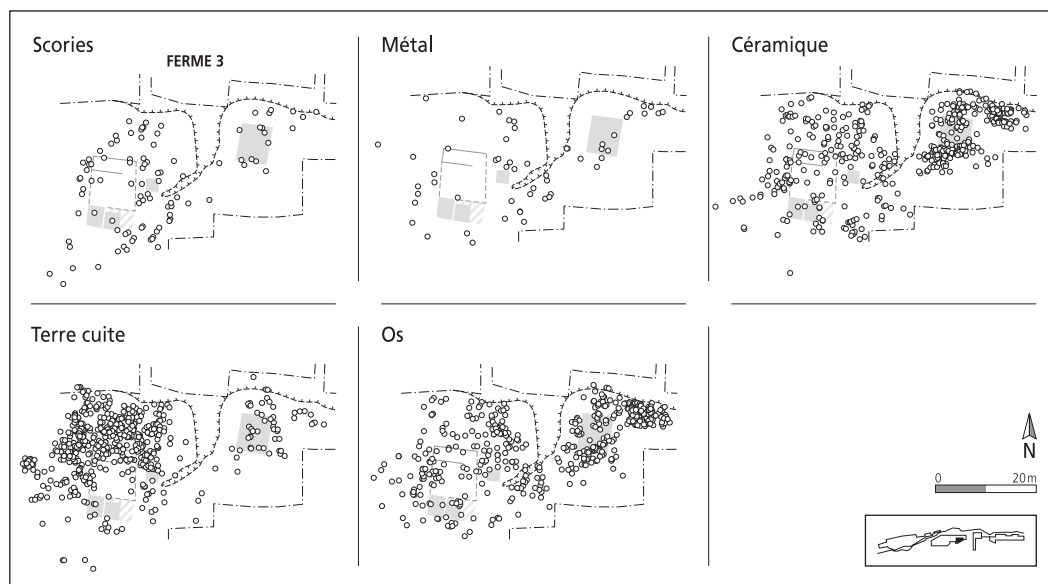 Scories
FERME 3
Métal
Céramique
Terre cuite
Os
N
0 20 m